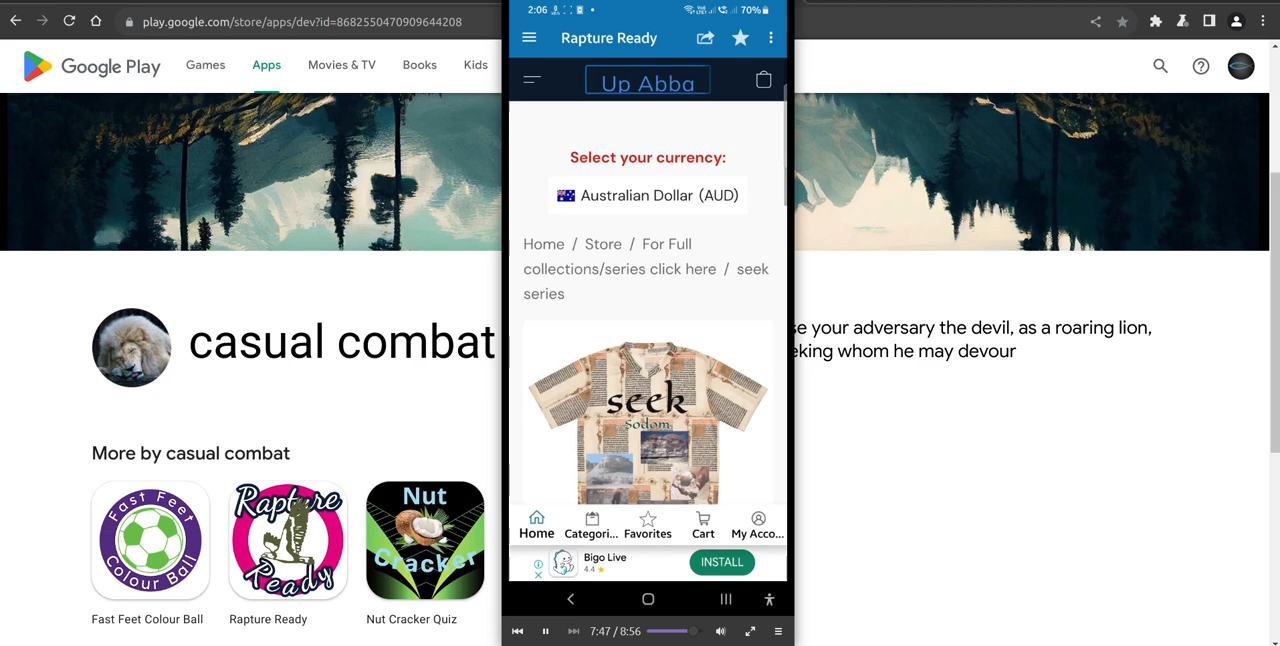 play.google.com/store/apps/dev?id=8682550470909644208
Google Play
Games
Apps
Movies & TV
Books
Kids
casual combat
se your adversary the devil, as a roaring lion,
eking whom he may devour
More by casual combat
Fast Feet
Colour Ball
Fast Feet Colour Ball
Rapture
Ready
Rapture Ready
Nut
Cracker
Nut Cracker Quiz
2:06
70%
Rapture Ready
Up Abba
Select your currency:
Australian Dollar (AUD)
Home / Store / For Full
collections/series click here / seek
series
seek
Sodom
Home
Categori...
Favorites
Cart
My Acco...
Bigo Live
4.4
INSTALL
7:47 / 8:56